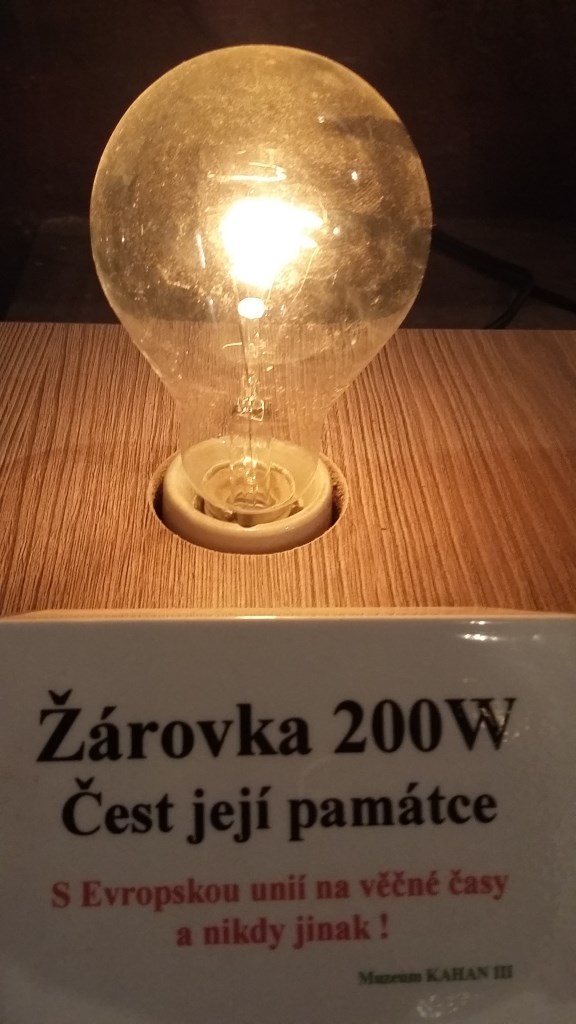 Žárovka 200W
Čest její památce
S Evropskou unií na věčné časy
a nikdy jinak !
Muzeum KAHAN III